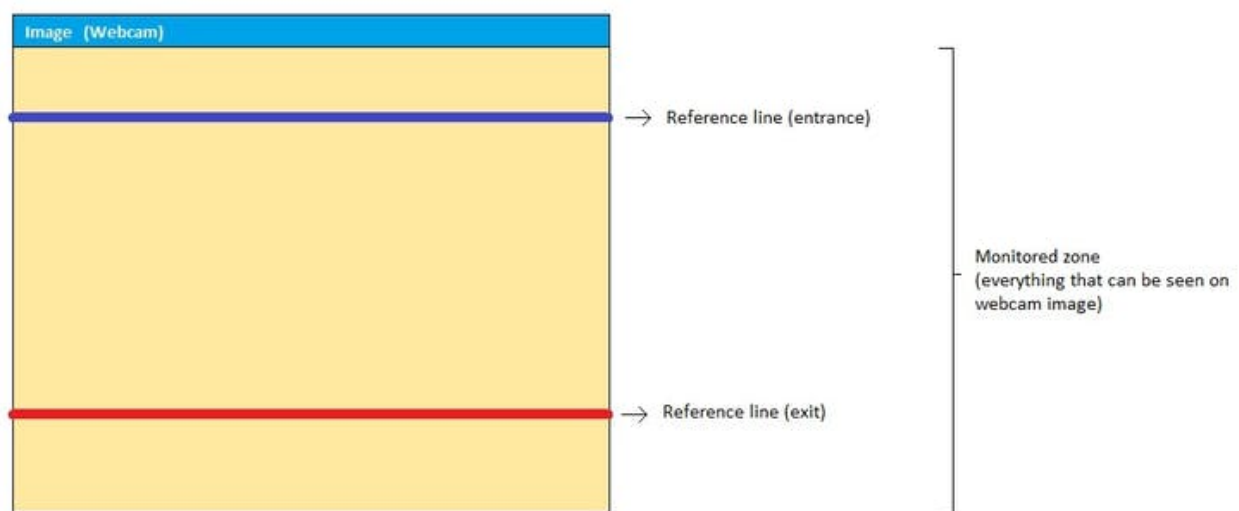 Image (Webcam)
Reference line (entrance)
Monitored zone
(everything that can be seen on
webcam image)
Reference line (exit)